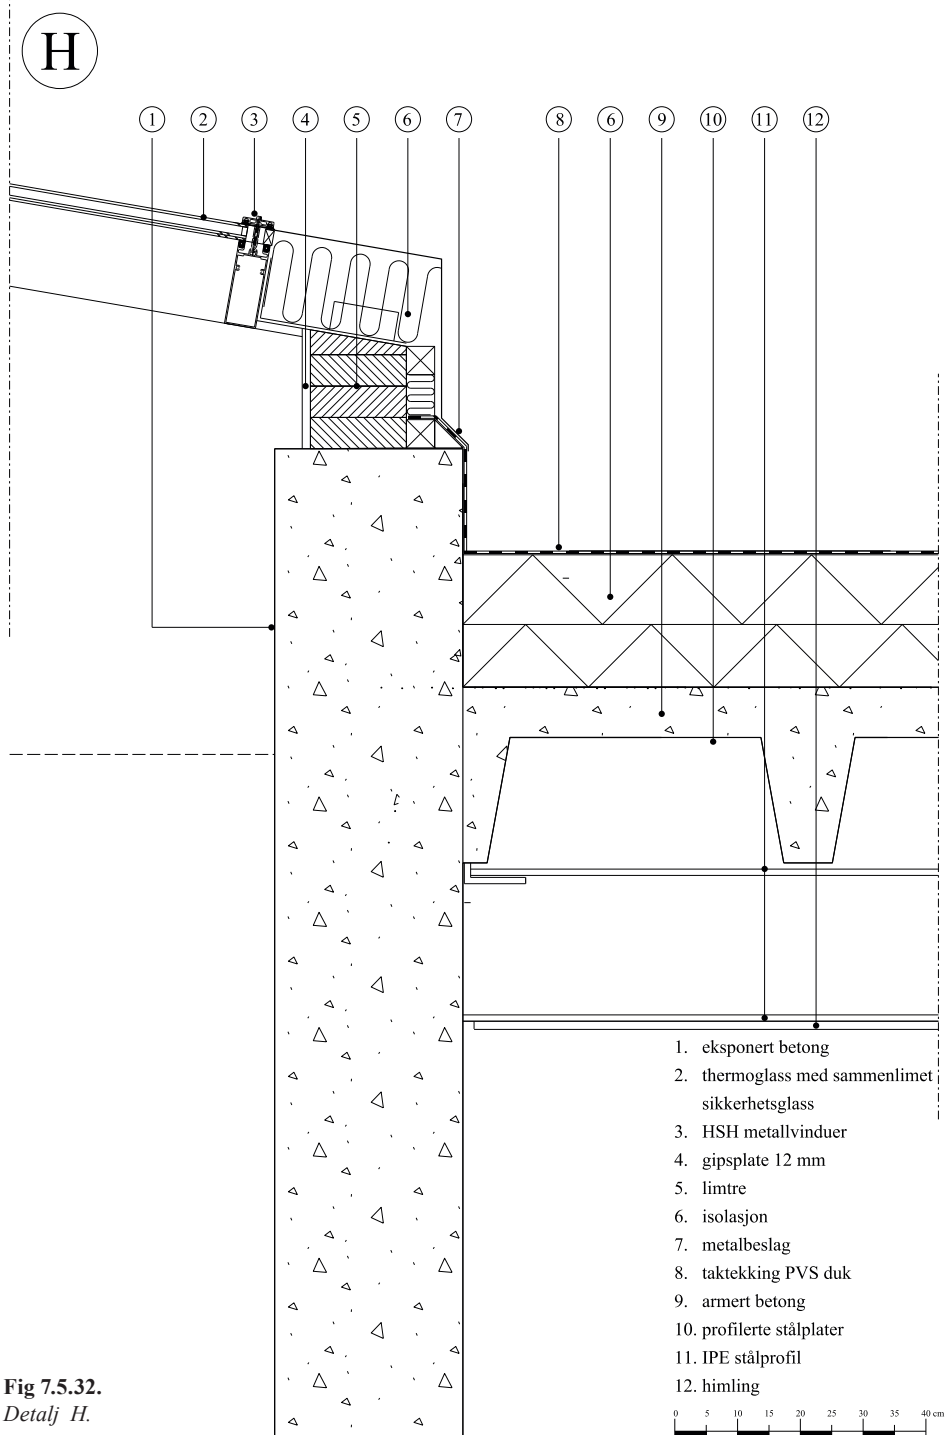 H
1 2 3 4 5 6 7 8 6 9 10 11 12
1. eksponert betong
2. thermoglass med sammenlimet
sikkerhetsglass
3. HSH metallvinduer
4. gipsplate 12 mm
5. limtre
6. isolasjon
7. metalbeslag
8. taktekking PVS duk
9. armert betong
10. profilerte stålplater
11. IPE stålprofil
12. himling
Fig 7.5.32.
Detalj H.
0 5 10 15 20 25 30 35 40 cm